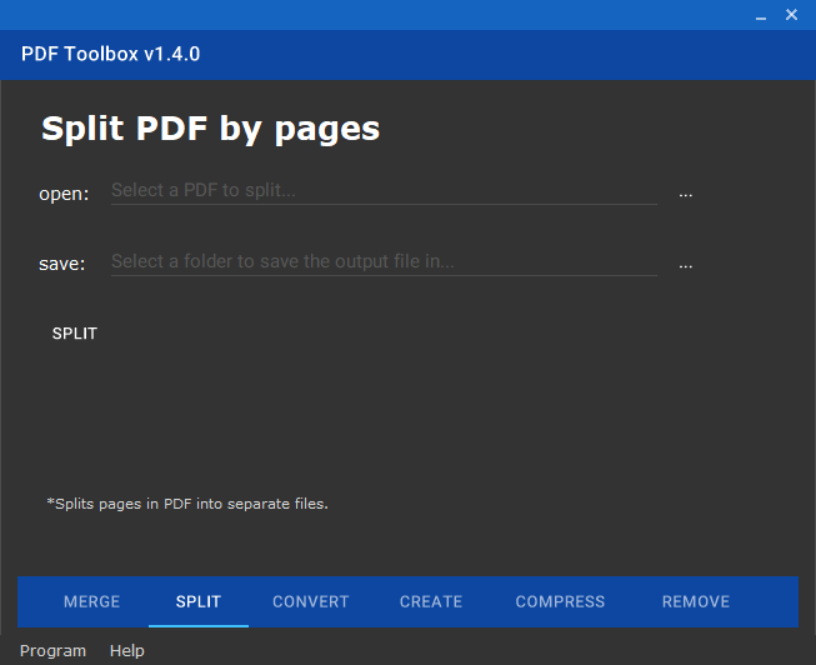 PDF Toolbox v1.4.0
Split PDF by pages
open: Select a PDF to split... ...
save: Select a folder to save the output file in... ...
SPLIT
*Splits pages in PDF into separate files.
MERGE SPLIT CONVERT CREATE COMPRESS REMOVE
Program Help